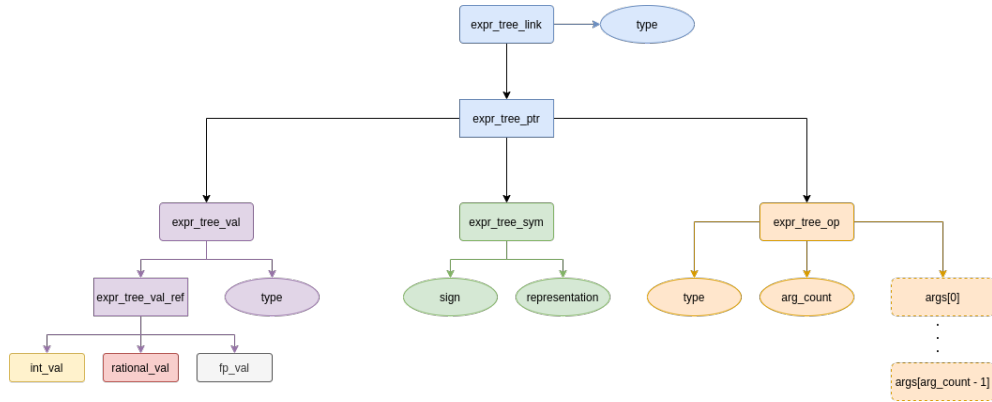 expr_tree_link
type
expr_tree_ptr
expr_tree_val
expr_tree_sym
expr_tree_op
expr_tree_val_ref
type
sign
representation
type
arg_count
args[0]
int_val
rational_val
fp_val
args[arg_count - 1]